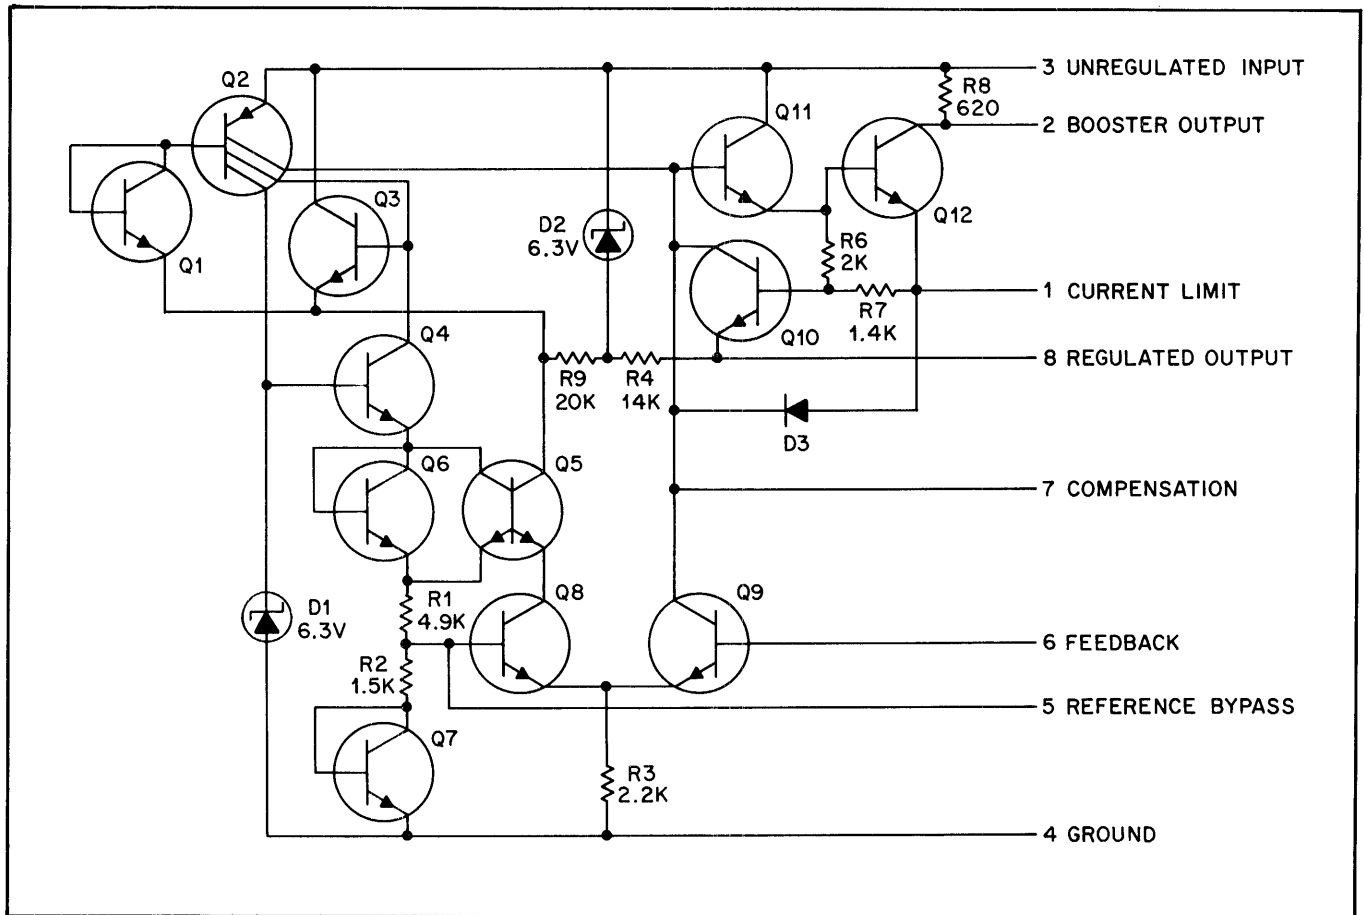 Q2
3 UNREGULATED INPUT
R8
620
Q11
2 BOOSTER OUTPUT
Q3
D2
6.3V
Q12
Q1
R6
2K
1 CURRENT LIMIT
R7
1.4K
Q10
Q4
8 REGULATED OUTPUT
R9
20K
R4
14K
D3
Q6
Q5
7 COMPENSATION
Q8
Q9
D1
6.3V
R1
4.9K
6 FEEDBACK
R2
1.5K
5 REFERENCE BYPASS
Q7
R3
2.2K
4 GROUND